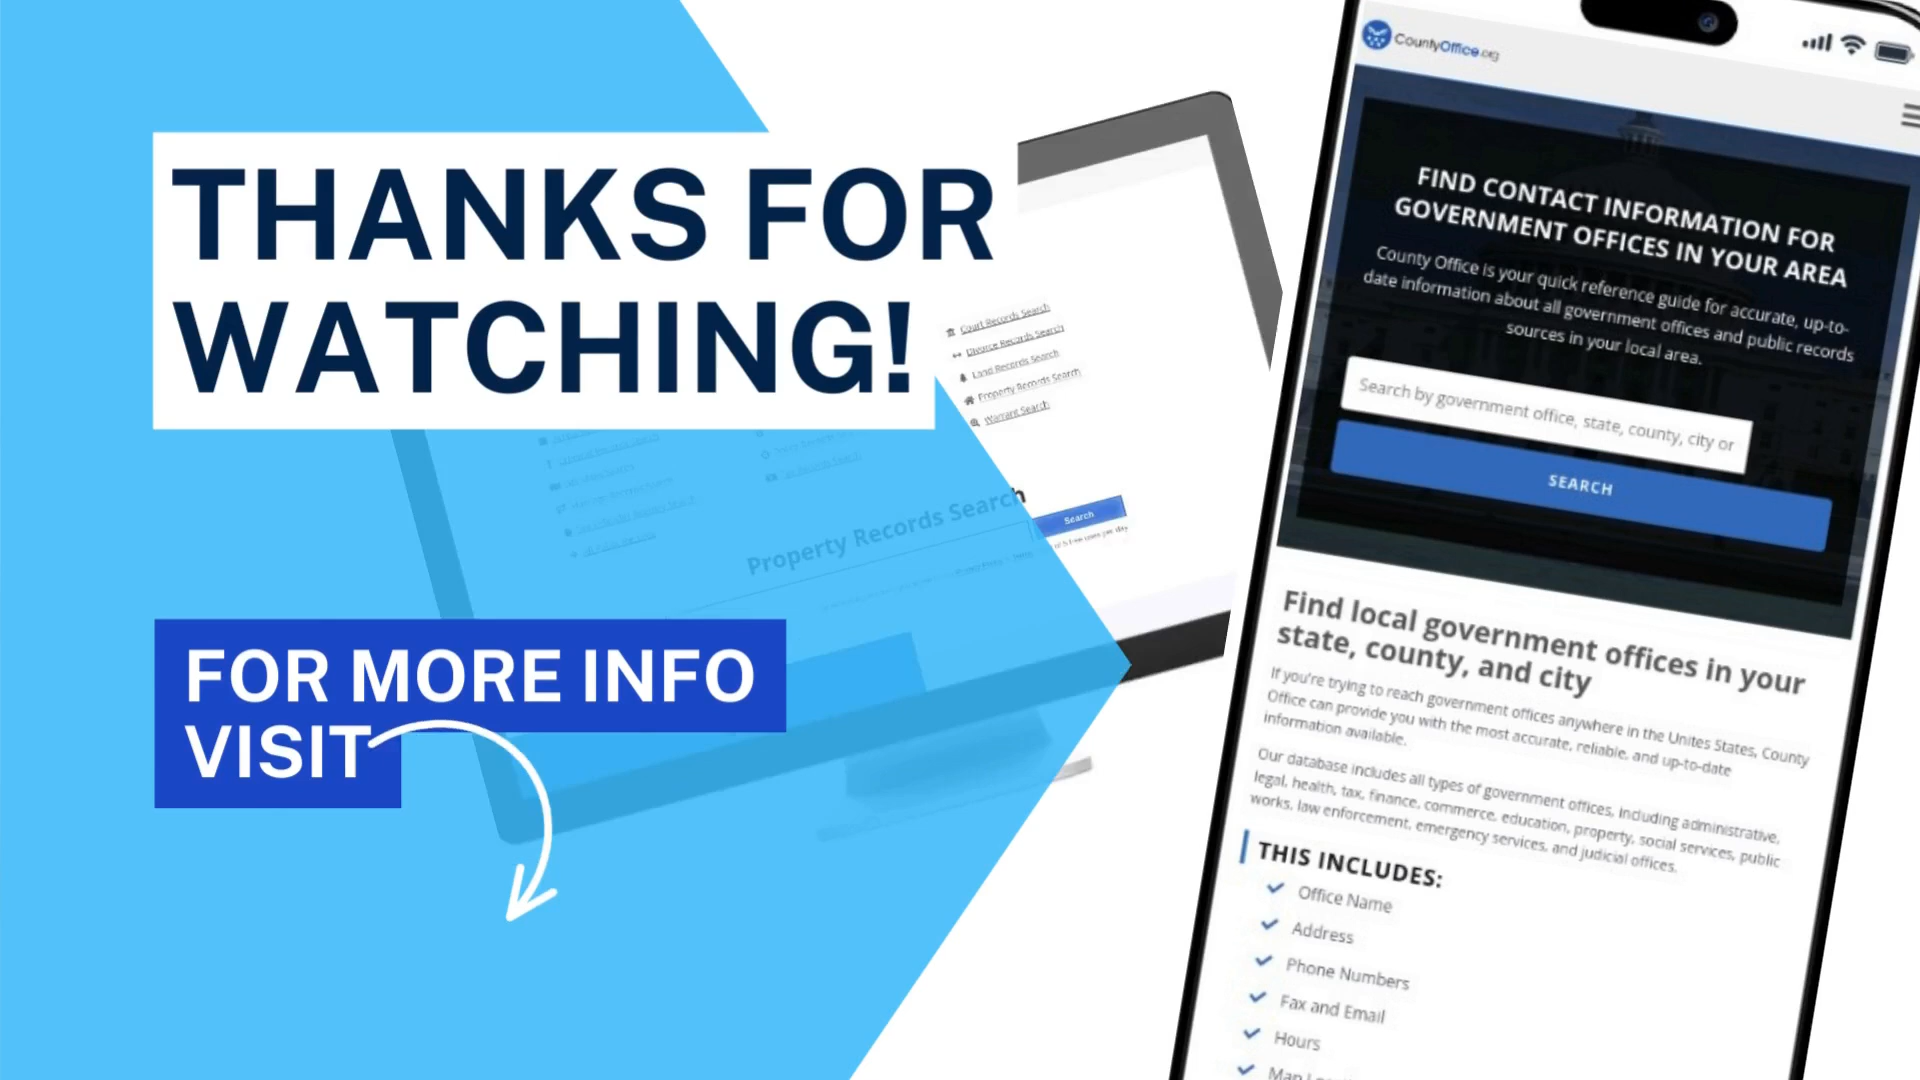 THANKS FOR
WATCHING!
FOR MORE INFO
VISIT
Court Records Search
Divorce Records Search
Land Records Search
Property Records Search
Warrant Search
Property Records Search
Search
CountyOffice.org
FIND CONTACT INFORMATION FOR
GOVERNMENT OFFICES IN YOUR AREA
County Office is your quick reference guide for accurate, up-to-
date information about all government offices and public records
sources in your local area.
Search by government office, state, county, city or
SEARCH
Find local government offices in your
state, county, and city
If you're trying to reach government offices anywhere in the Unites States, County
Office can provide you with the most accurate, reliable, and up-to-date
information available.
Our database includes all types of government offices, including administrative,
legal, health, tax, finance, commerce, education, property, social services, public
works, law enforcement, emergency services, and judicial offices.
THIS INCLUDES:
Office Name
Address
Phone Numbers
Fax and Email
Hours